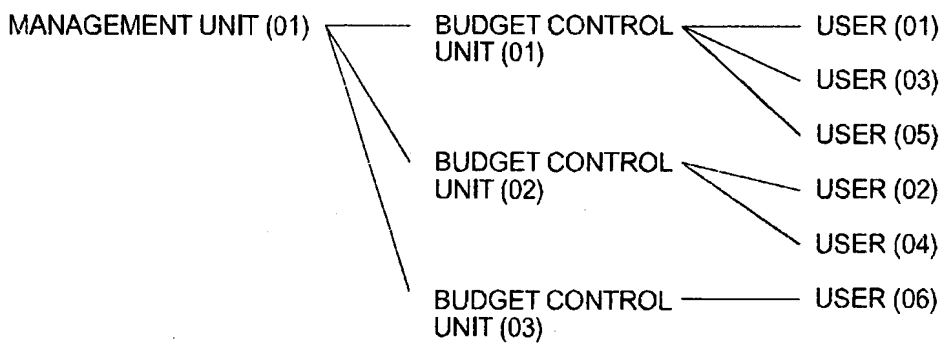 MANAGEMENT UNIT (01)
BUDGET CONTROL
UNIT (01)
USER (01)
USER (03)
USER (05)
BUDGET CONTROL
UNIT (02)
USER (02)
USER (04)
BUDGET CONTROL
UNIT (03)
USER (06)